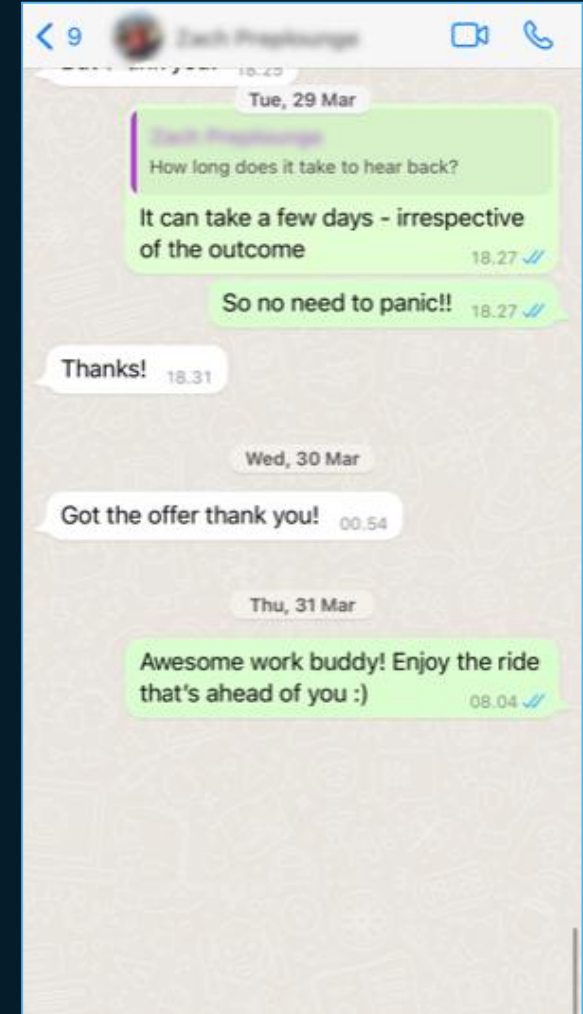 9
Tue, 29 Mar
How long does it take to hear back?
It can take a few days - irrespective
of the outcome
18.27
So no need to panic!! 18.27
Thanks! 18.31
Wed, 30 Mar
Got the offer thank you! 00.54
Thu, 31 Mar
Awesome work buddy! Enjoy the ride
that's ahead of you :)
08.04